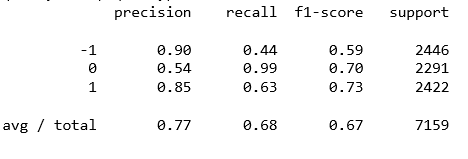 precision recall f1-score support
-1 0.90 0.44 0.59 2446
0 0.54 0.99 0.70 2291
1 0.85 0.63 0.73 2422
avg / total 0.77 0.68 0.67 7159